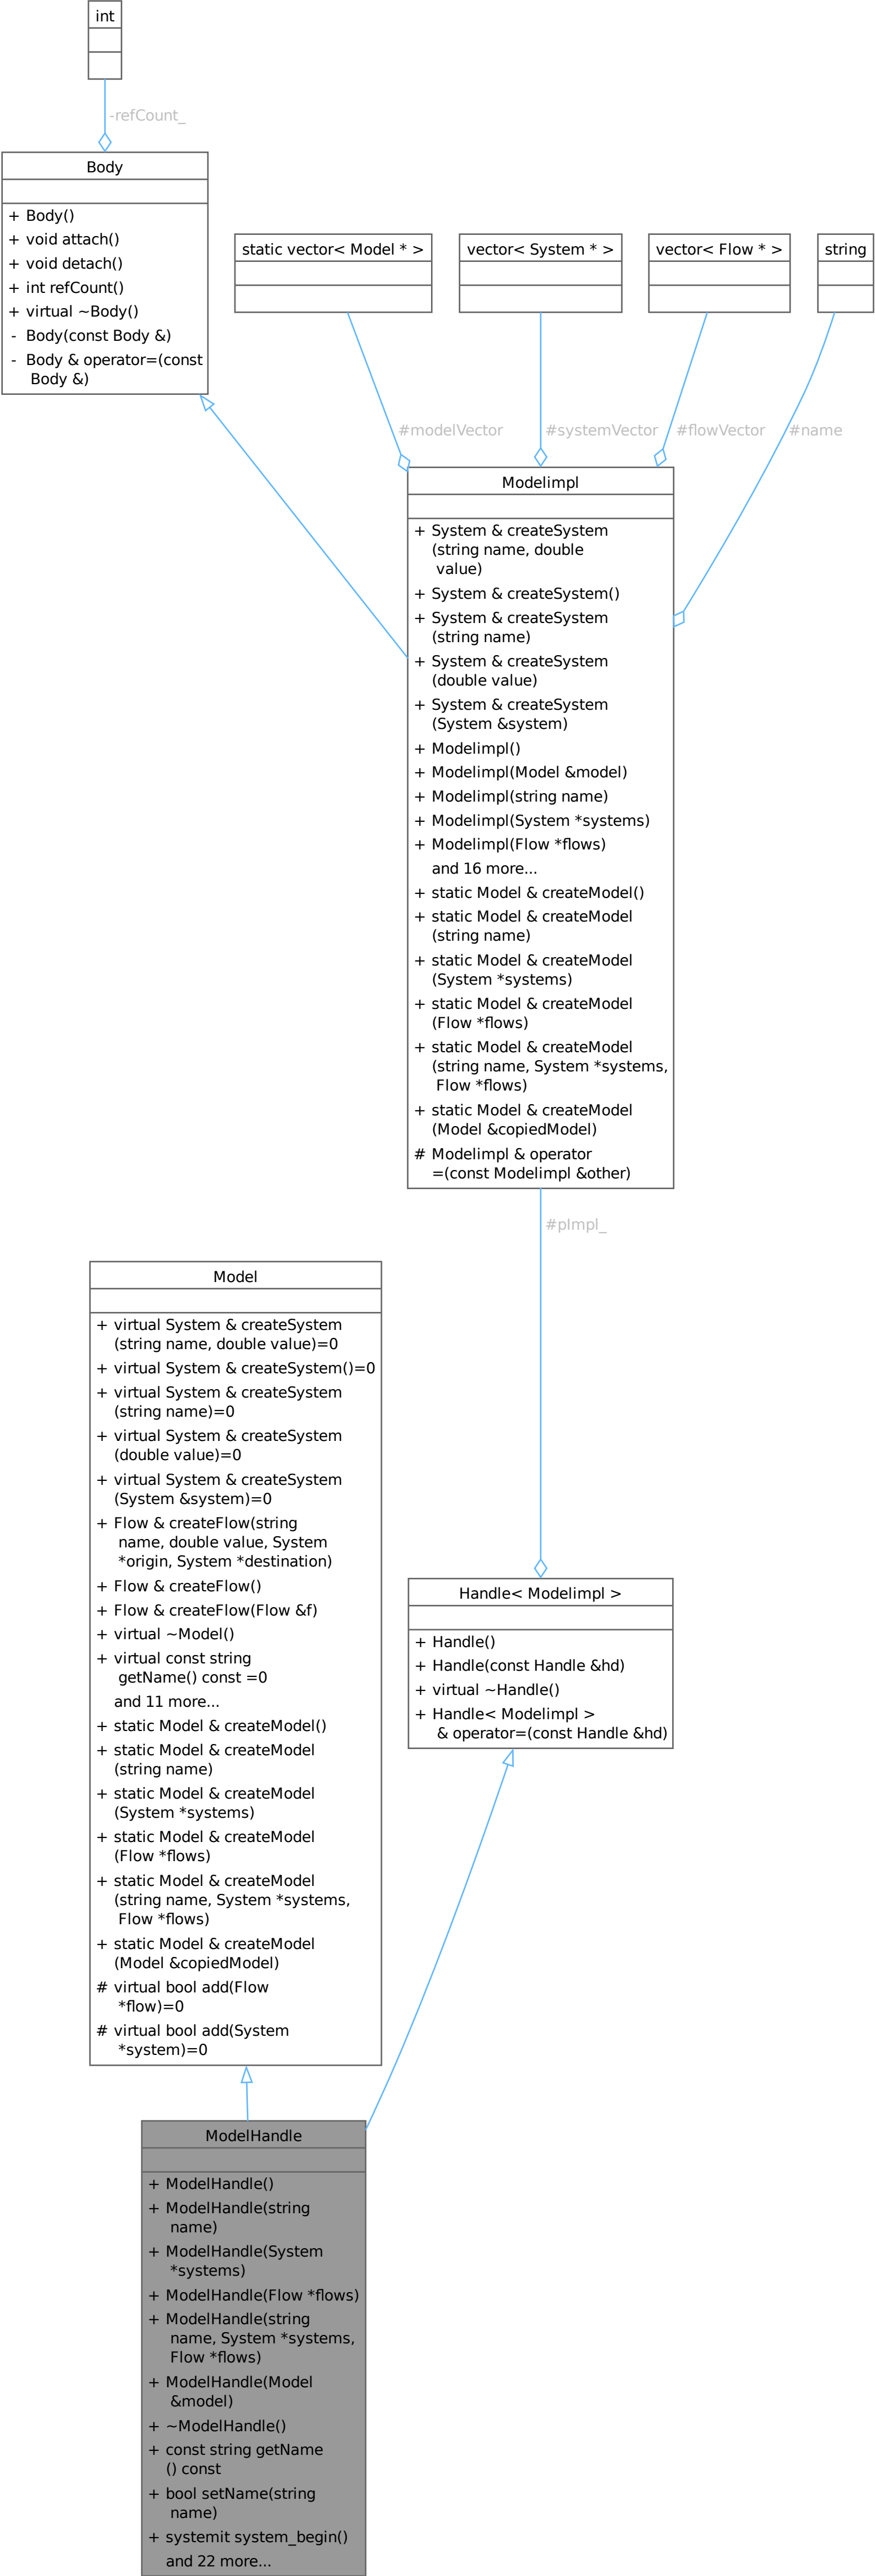 int
-refCount_
Body
+ Body()
+ void attach()
+ void detach()
+ int refCount()
+ virtual ~Body()
- Body(const Body &)
- Body & operator=(const
Body &)
static vector< Model * >
vector< System * >
vector< Flow * >
string
#modelVector
#systemVector
#flowVector
#name
Modelimpl
+ System & createSystem
(string name, double
value)
+ System & createSystem()
+ System & createSystem
(string name)
+ System & createSystem
(double value)
+ System & createSystem
(System &system)
+ Modelimpl()
+ Modelimpl(Model &model)
+ Modelimpl(string name)
+ Modelimpl(System *systems)
+ Modelimpl(Flow *flows)
and 16 more...
+ static Model & createModel()
+ static Model & createModel
(string name)
+ static Model & createModel
(System *systems)
+ static Model & createModel
(Flow *flows)
+ static Model & createModel
(string name, System *systems,
Flow *flows)
+ static Model & createModel
(Model &copiedModel)
# Modelimpl & operator
=(const Modelimpl &other)
#pImpl_
Model
+ virtual System & createSystem
(string name, double value)=0
+ virtual System & createSystem()=0
+ virtual System & createSystem
(string name)=0
+ virtual System & createSystem
(double value)=0
+ virtual System & createSystem
(System &system)=0
+ Flow & createFlow(string
name, double value, System
*origin, System *destination)
+ Flow & createFlow()
+ Flow & createFlow(Flow &f)
+ virtual ~Model()
+ virtual const string
getName() const =0
and 11 more...
+ static Model & createModel()
+ static Model & createModel
(string name)
+ static Model & createModel
(System *systems)
+ static Model & createModel
(Flow *flows)
+ static Model & createModel
(string name, System *systems,
Flow *flows)
+ static Model & createModel
(Model &copiedModel)
# virtual bool add(Flow
*flow)=0
# virtual bool add(System
*system)=0
Handle< Modelimpl >
+ Handle()
+ Handle(const Handle &hd)
+ virtual ~Handle()
+ Handle< Modelimpl >
& operator=(const Handle &hd)
ModelHandle
+ ModelHandle()
+ ModelHandle(string
name)
+ ModelHandle(System
*systems)
+ ModelHandle(Flow *flows)
+ ModelHandle(string
name, System *systems,
Flow *flows)
+ ModelHandle(Model
&model)
+ ~ModelHandle()
+ const string getName
() const
+ bool setName(string
name)
+ systemit system_begin()
and 22 more...